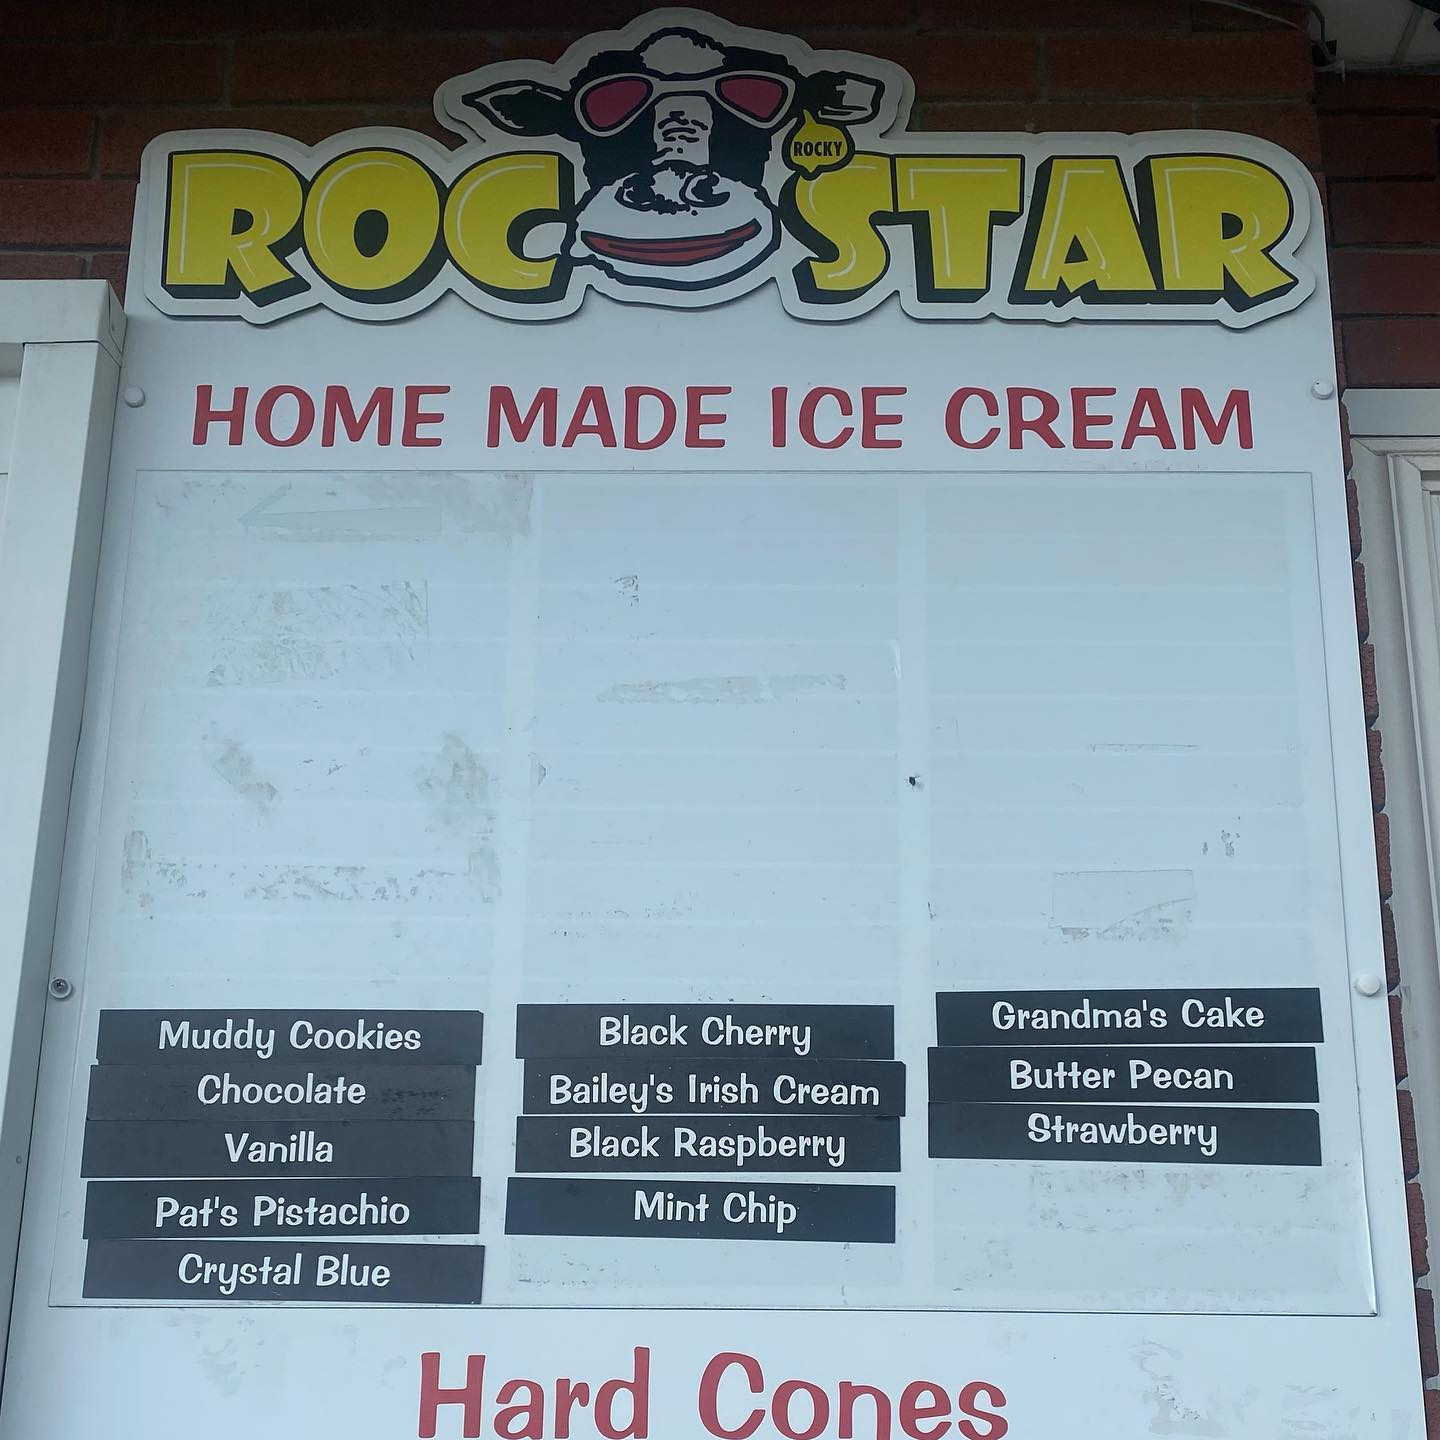 ROC STAR
ROCKY
HOME MADE ICE CREAM
Muddy Cookies
Chocolate
Vanilla
Pat's Pistachio
Crystal Blue
Black Cherry
Bailey's Irish Cream
Black Raspberry
Mint Chip
Grandma's Cake
Butter Pecan
Strawberry
Hard Cones